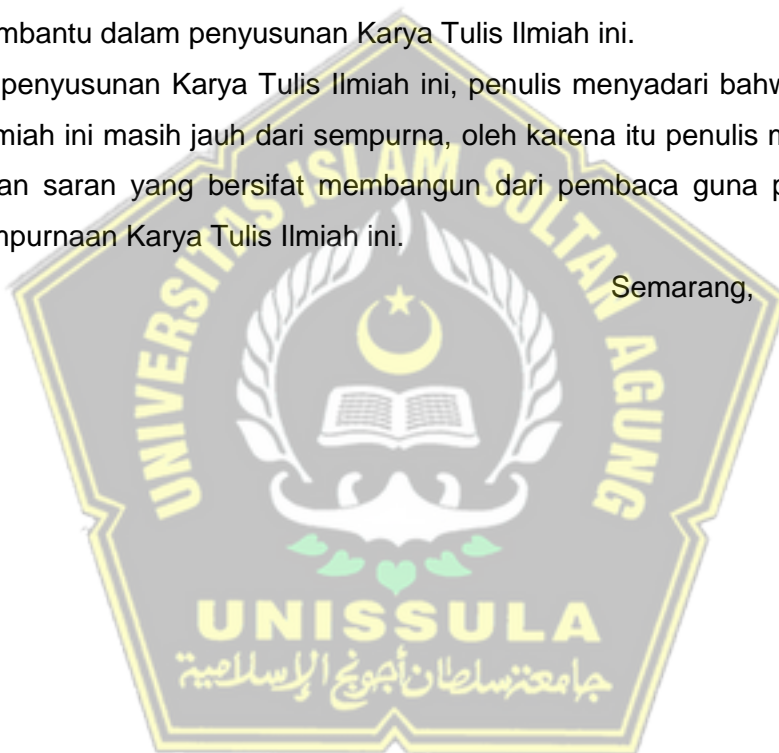 mbantu dalam penyusunan Karya Tulis Ilmiah ini.
penyusunan Karya Tulis Ilmiah ini, penulis menyadari bahw
miah ini masih jauh dari sempurna, oleh karena itu penulis m
an saran yang bersifat membangun dari pembaca guna p
mpurnaan Karya Tulis Ilmiah ini.
Semarang,
UNIVERSITAS ISLAM SULTAN AGUNG
UNISSULA
جامعة سلطان أجونج الإسلامية